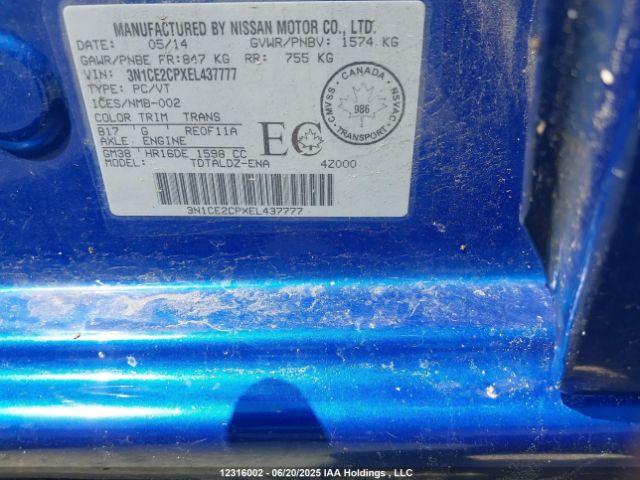 MANUFACTURED BY NISSAN MOTOR CO., LTD.
DATE: 05/14 GVWR/PNBV: 1574 KG
GAWR/PNBE FR: 847 KG RR: 755 KG
VIN: 3N1CE2CPXEL437777
TYPE: PC/VT
ICES/NMB-002
COLOR TRIM TRANS
B17 G RE0F11A
AXLE ENGINE
GM38 HR16DE 1598 CC
MODEL: TDTALDZ-ENA 42000
EC
CANADA
CMVSS NSVAC
986
TRANSPORT
3N1CE2CPXEL437777
12316002 - 06/20/2025 IAA Holdings , LLC